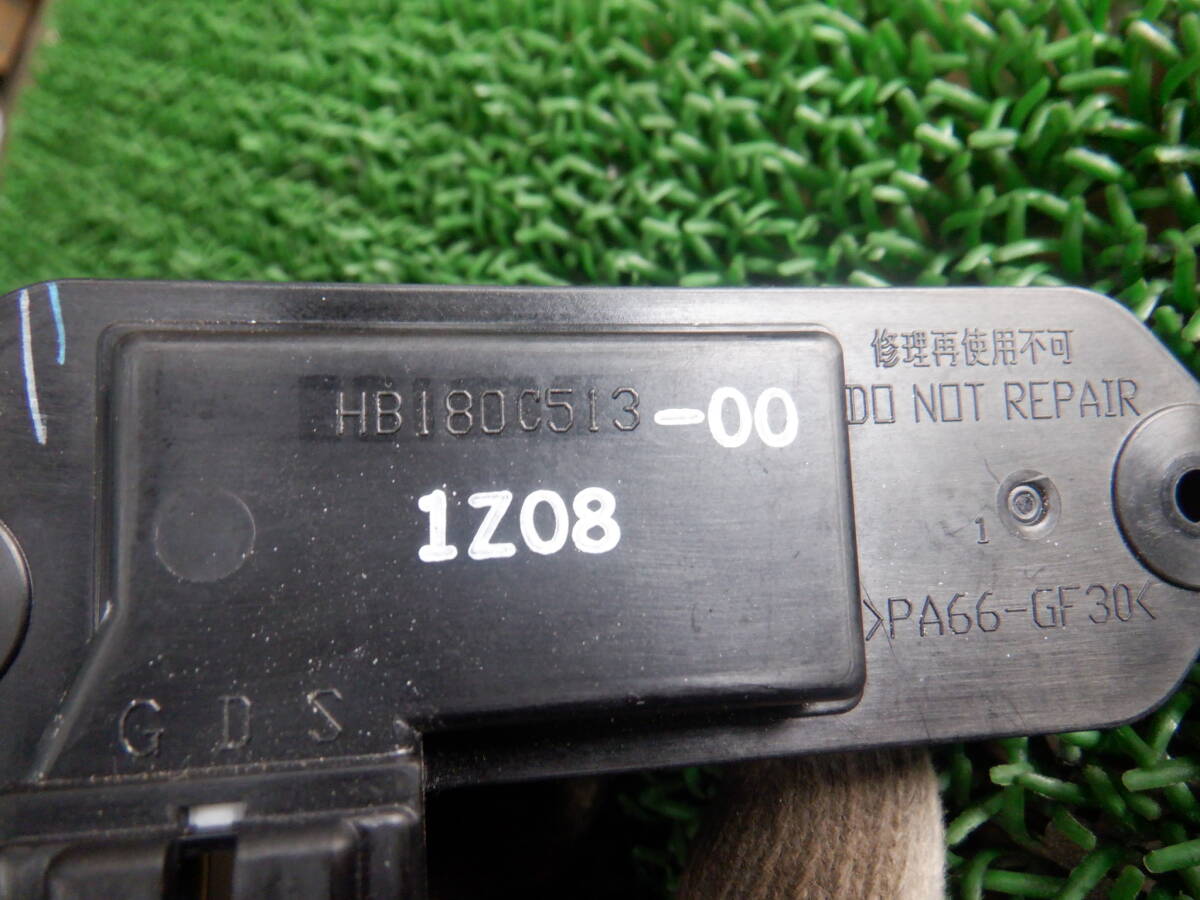 修理再使用不可
DO NOT REPAIR
HB180C513-00
1Z08
1
>PA66-GF30<
G D S